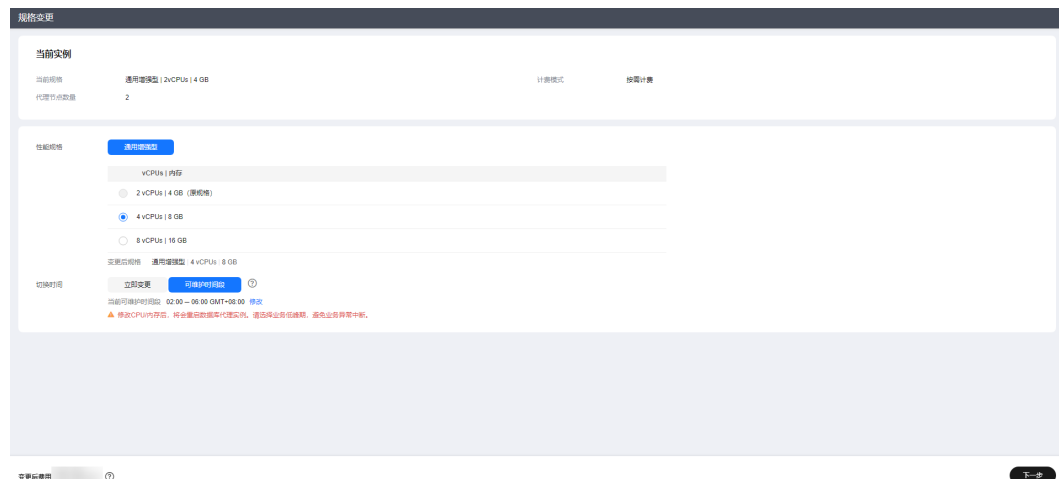 规格变更
当前实例
当前规格 通用增强型 | 2vCPUs | 4 GB 计费模式 按需计费
代理节点数量 2
性能规格 通用增强型
vCPUs | 内存
2 vCPUs | 4 GB（原规格）
4 vCPUs | 8 GB
8 vCPUs | 16 GB
变更后规格 通用增强型 | 4 vCPUs | 8 GB
切换时间 立即变更 可维护时间段
当前可维护时间段 02:00 – 06:00 GMT+08:00 修改
修改CPU/内存后，将会重启数据库代理实例。请选择业务低峰期，避免业务异常中断。
变更后费用 下一步